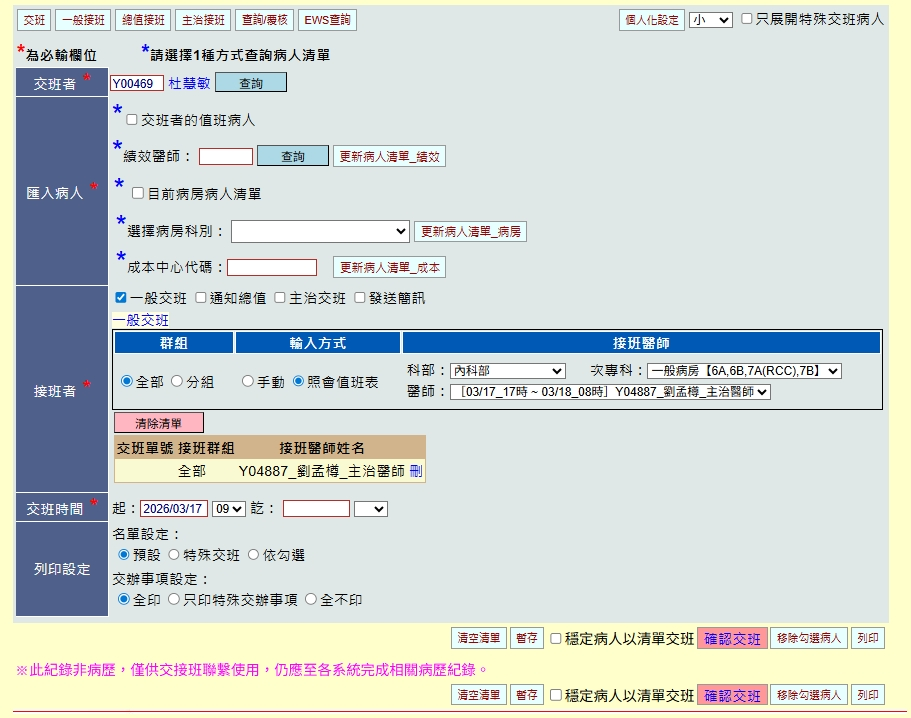 交班 一般接班 總值接班 主治接班 查詢/覆核 EWS查詢 個人化設定 小 只展開特殊交班病人
*為必輸欄位 *請選擇1種方式查詢病人清單
交班者 * Y00469 杜慧敏 查詢
* 交班者的值班病人
* 績效醫師： 查詢 更新病人清單_績效
匯入病人 * * 目前病房病人清單
* 選擇病房科別： 更新病人清單_病房
* 成本中心代碼： 更新病人清單_成本
一般交班 通知總值 主治交班 發送簡訊
一般交班
群組 輸入方式 接班醫師
接班者 * 全部 分組 手動 照會值班表 科部： 內科部 次專科： 一般病房【6A,6B,7A(RCC),7B】
醫師： ［03/17_17時 ~ 03/18_08時］Y04887_劉孟樽_主治醫師
清除清單
交班單號 接班群組 接班醫師姓名
全部 Y04887_劉孟樽_主治醫師 刪
交班時間 * 起： 2026/03/17 09 訖：
名單設定：
預設 特殊交班 依勾選
列印設定
交辦事項設定：
全印 只印特殊交辦事項 全不印
清空清單 暫存 穩定病人以清單交班 確認交班 移除勾選病人 列印
※此紀錄非病歷，僅供交接班聯繫使用，仍應至各系統完成相關病歷紀錄。
清空清單 暫存 穩定病人以清單交班 確認交班 移除勾選病人 列印